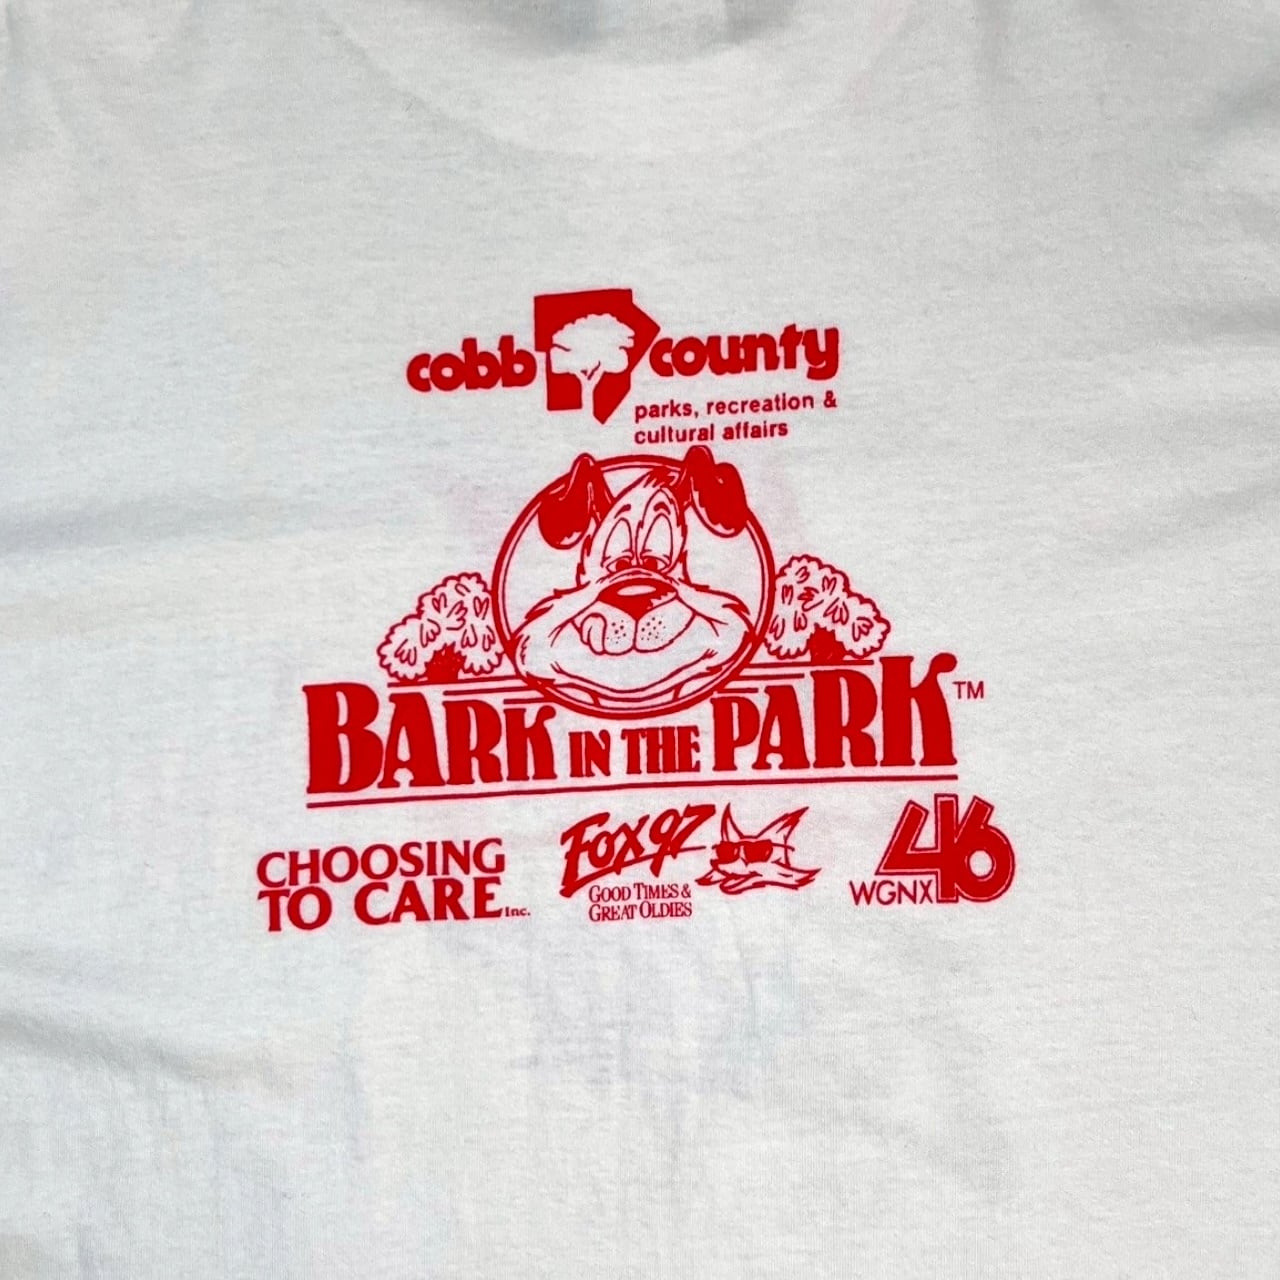 cobb county
parks, recreation &
cultural affairs
BARK IN THE PARK™
CHOOSING
TO CARE Inc.
FOX 97
GOOD TIMES &
GREAT OLDIES
46
WGNX